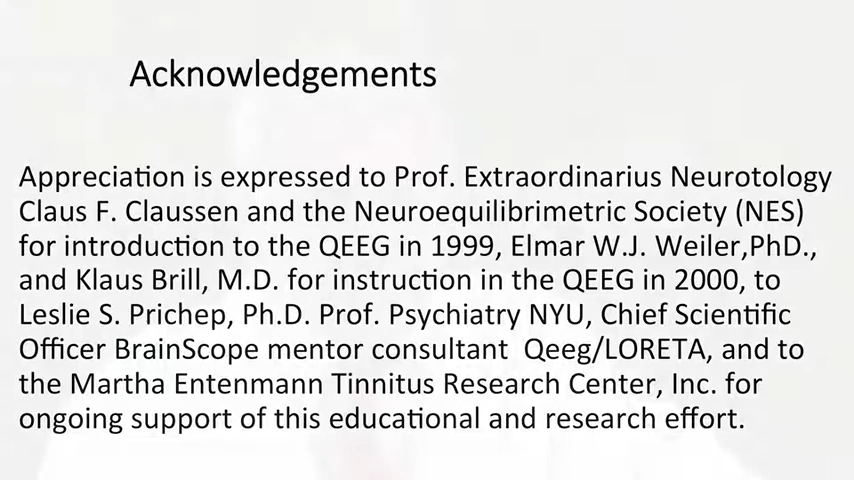 Acknowledgements
Appreciation is expressed to Prof. Extraordinarius Neurotology
Claus F. Claussen and the Neuroequilibrimetric Society (NES)
for introduction to the QEEG in 1999, Elmar W.J. Weiler,PhD.,
and Klaus Brill, M.D. for instruction in the QEEG in 2000, to
Leslie S. Prichep, Ph.D. Prof. Psychiatry NYU, Chief Scientific
Officer BrainScope mentor consultant  Qeeg/LORETA, and to
the Martha Entenmann Tinnitus Research Center, Inc. for
ongoing support of this educational and research effort.